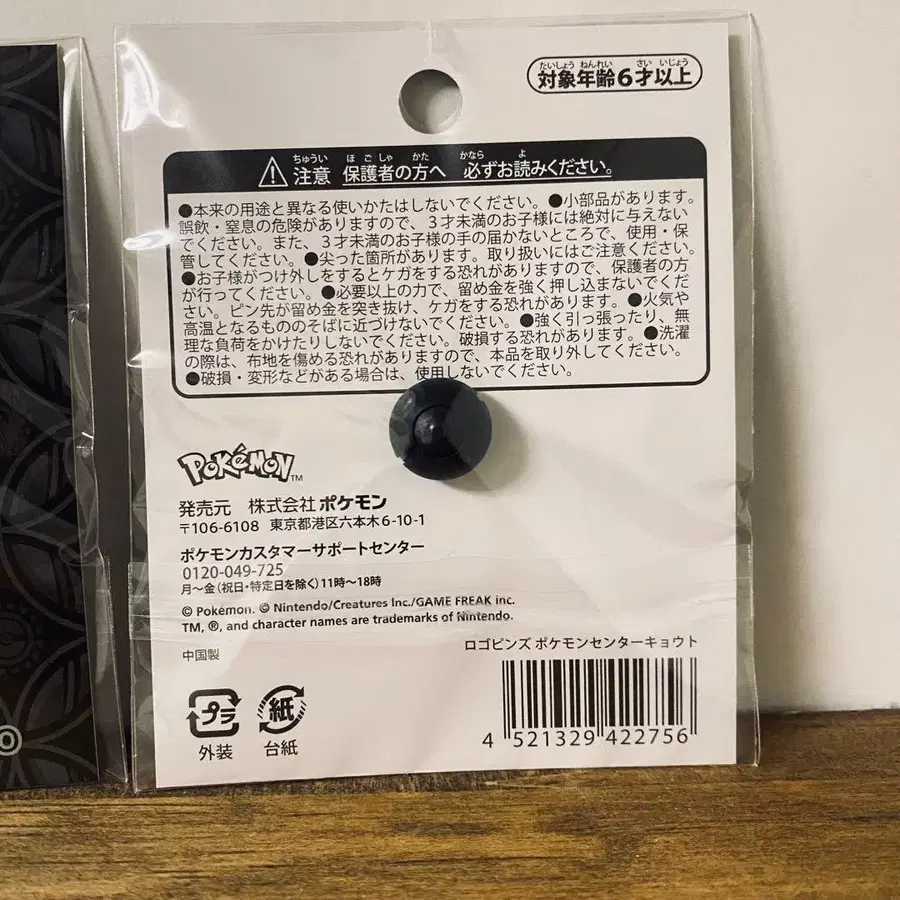 たいしょう ねんれい さい いじょう
対象年齢6才以上
ちゅうい ほごしゃ かた かなら よ
注意 保護者の方へ 必ずお読みください。
●本来の用途と異なる使いかたはしないでください。●小部品があります。
誤飲・窒息の危険がありますので、3才未満のお子様には絶対に与えない
でください。また、3才未満のお子様の手の届かないところで、使用・保
管してください。●尖った箇所があります。取り扱いにはご注意ください。
●お子様がつけ外しをするとケガをする恐れがありますので、保護者の方
が行ってください。●必要以上の力で、留め金を強く押し込まないでくだ
さい。ピン先が留め金を突き抜け、ケガをする恐れがあります。●火気や
高温となるもののそばに近づけないでください。●強く引っ張ったり、無
理な負荷をかけたりしないでください。破損する恐れがあります。●洗濯
の際は、布地を傷める恐れがありますので、本品を取り外してください。
●破損・変形などがある場合は、使用しないでください。
POKéMON™
発売元 株式会社ポケモン
〒106-6108 東京都港区六本木6-10-1
ポケモンカスタマーサポートセンター
0120-049-725
月〜金(祝日・特定日を除く)11時〜18時
© Pokémon. © Nintendo/Creatures Inc./GAME FREAK inc.
TM, ®, and character names are trademarks of Nintendo.
中国製
ロゴピンズ ポケモンセンターキョウト
プラ 紙
外装 台紙
4 521329 422756